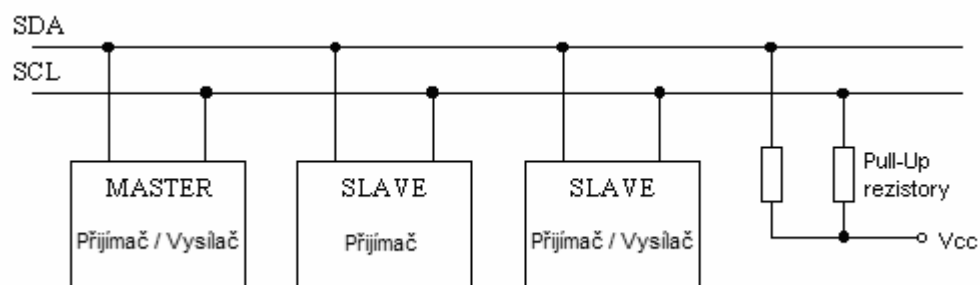 SDA
SCL
MASTER
Přijímač / Vysílač
SLAVE
Přijímač
SLAVE
Přijímač / Vysílač
Pull-Up
rezistory
Vcc